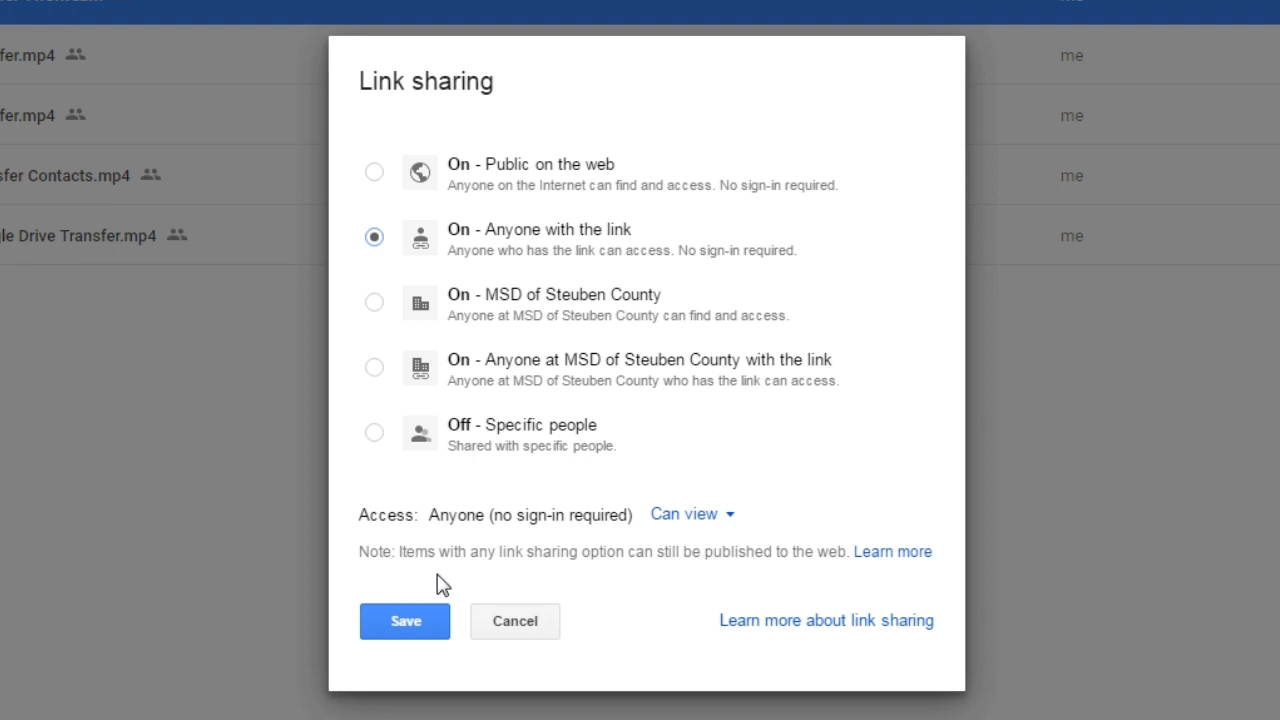 me
fer.mp4
me
fer.mp4
me
sfer Contacts.mp4
me
le Drive Transfer.mp4
me
Link sharing
On - Public on the web
Anyone on the Internet can find and access. No sign-in required.
On - Anyone with the link
Anyone who has the link can access. No sign-in required.
On - MSD of Steuben County
Anyone at MSD of Steuben County can find and access.
On - Anyone at MSD of Steuben County with the link
Anyone at MSD of Steuben County who has the link can access.
Off - Specific people
Shared with specific people.
Access: Anyone (no sign-in required) Can view
Note: Items with any link sharing option can still be published to the web. Learn more
Save Cancel Learn more about link sharing